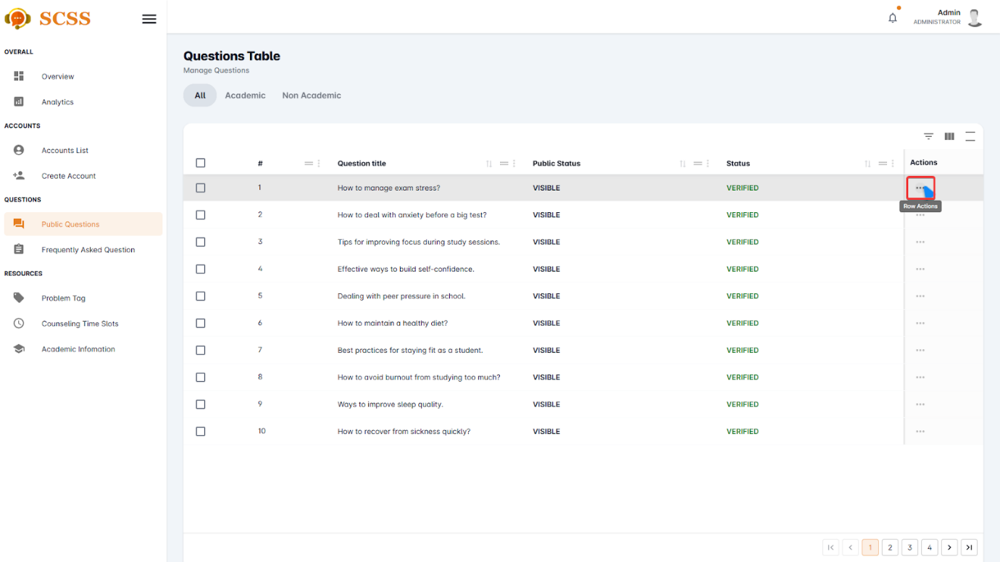 SCSS
Admin
ADMINISTRATOR
OVERALL
Overview
Analytics
ACCOUNTS
Accounts List
Create Account
QUESTIONS
Public Questions
Frequently Asked Question
RESOURCES
Problem Tag
Counseling Time Slots
Academic Infomation
Questions Table
Manage Questions
All Academic Non Academic
# Question title Public Status Status Actions
1 How to manage exam stress? VISIBLE VERIFIED
Row Actions
2 How to deal with anxiety before a big test? VISIBLE VERIFIED
3 Tips for improving focus during study sessions. VISIBLE VERIFIED
4 Effective ways to build self-confidence. VISIBLE VERIFIED
5 Dealing with peer pressure in school. VISIBLE VERIFIED
6 How to maintain a healthy diet? VISIBLE VERIFIED
7 Best practices for staying fit as a student. VISIBLE VERIFIED
8 How to avoid burnout from studying too much? VISIBLE VERIFIED
9 Ways to improve sleep quality. VISIBLE VERIFIED
10 How to recover from sickness quickly? VISIBLE VERIFIED
1 2 3 4